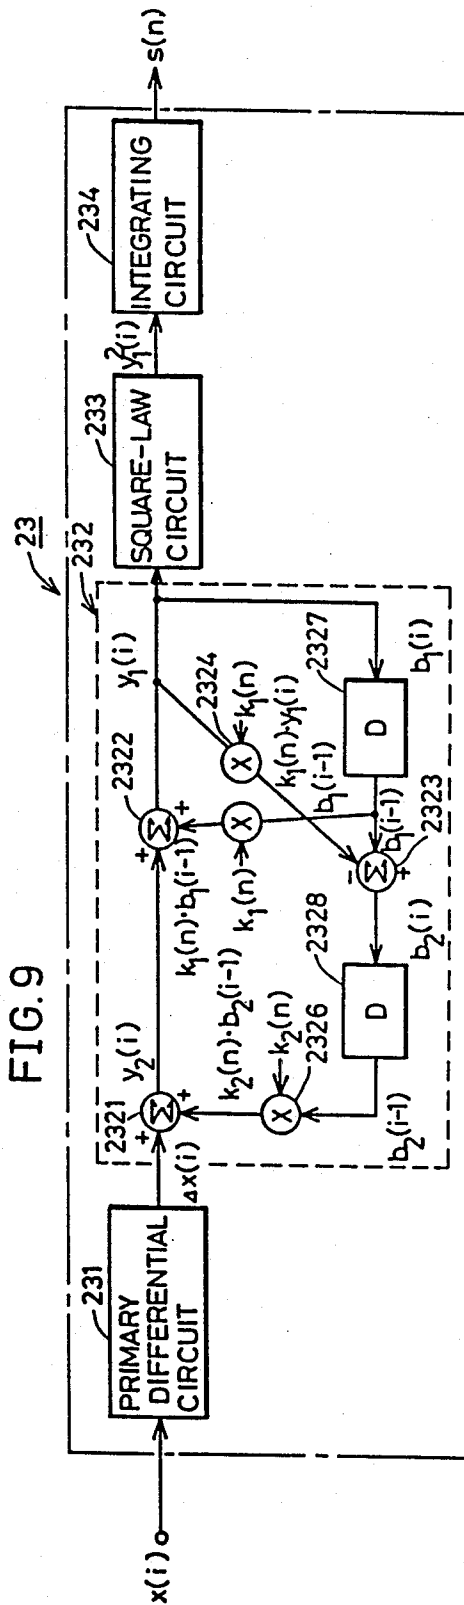 FIG. 9
23
x(i)
231
PRIMARY
DIFFERENTIAL
CIRCUIT
Δx(i)
232
2321
y₂(i)
2322
y₁(i)
k₁(n)·b₁(i-1)
k₂(n)·b₂(i-1)
k₂(n)
2326
b₂(i-1)
2328
D
b₂(i)
k₁(n)
2324
k₁(n)
k₁(n)·y₁(i)
b₁(i-1)
b₁(i-1)
2323
2327
D
b₁(i)
Σ
+
+
Σ
+
+
Σ
-
+
X
X
X
233
SQUARE-LAW
CIRCUIT
y₁²(i)
234
INTEGRATING
CIRCUIT
s(n)